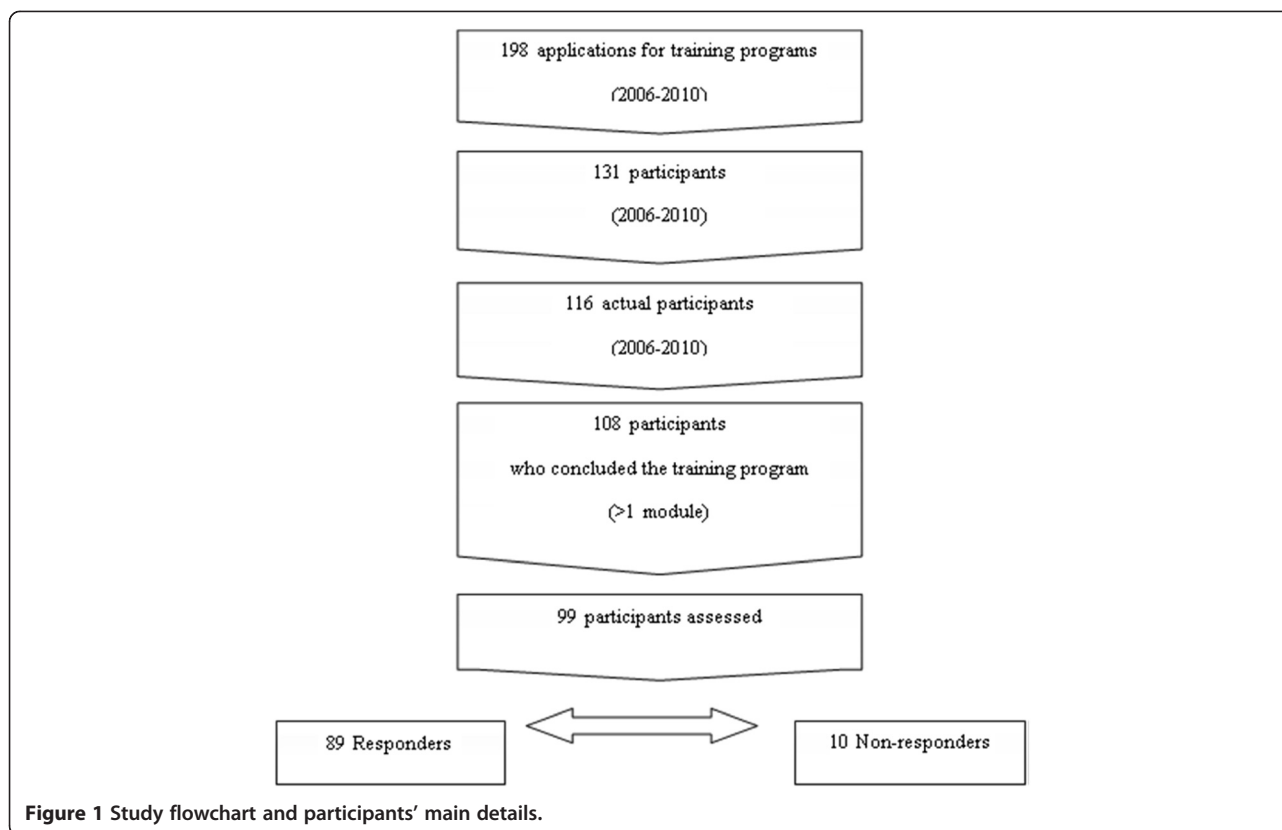 198 applications for training programs
(2006-2010)
131 participants
(2006-2010)
116 actual participants
(2006-2010)
108 participants
who concluded the training program
(>1 module)
99 participants assessed
89 Responders
10 Non-responders
Figure 1 Study flowchart and participants’ main details.